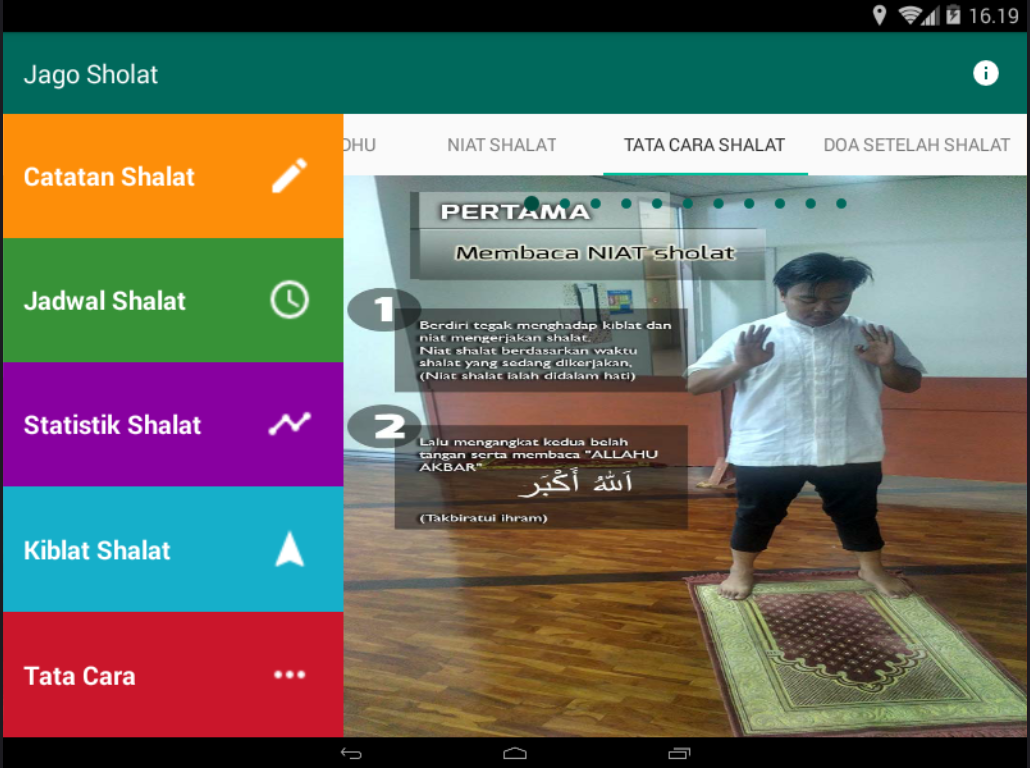 16.19
Jago Sholat
Catatan Shalat
Jadwal Shalat
Statistik Shalat
Kiblat Shalat
Tata Cara
NIAT SHALAT
TATA CARA SHALAT
DOA SETELAH SHALAT
PERTAMA
Membaca NIAT sholat
1
Berdiri tegak menghadap kiblat dan
niat mengerjakan shalat.
Niat shalat berdasarkan waktu
shalat yang sedang dikerjakan,
(Niat shalat ialah didalam hati)
2
Lalu mengangkat kedua belah
tangan serta membaca "ALLAHU
AKBAR"
اَللهُ أَكْبَر
(Takbiratui ihram)